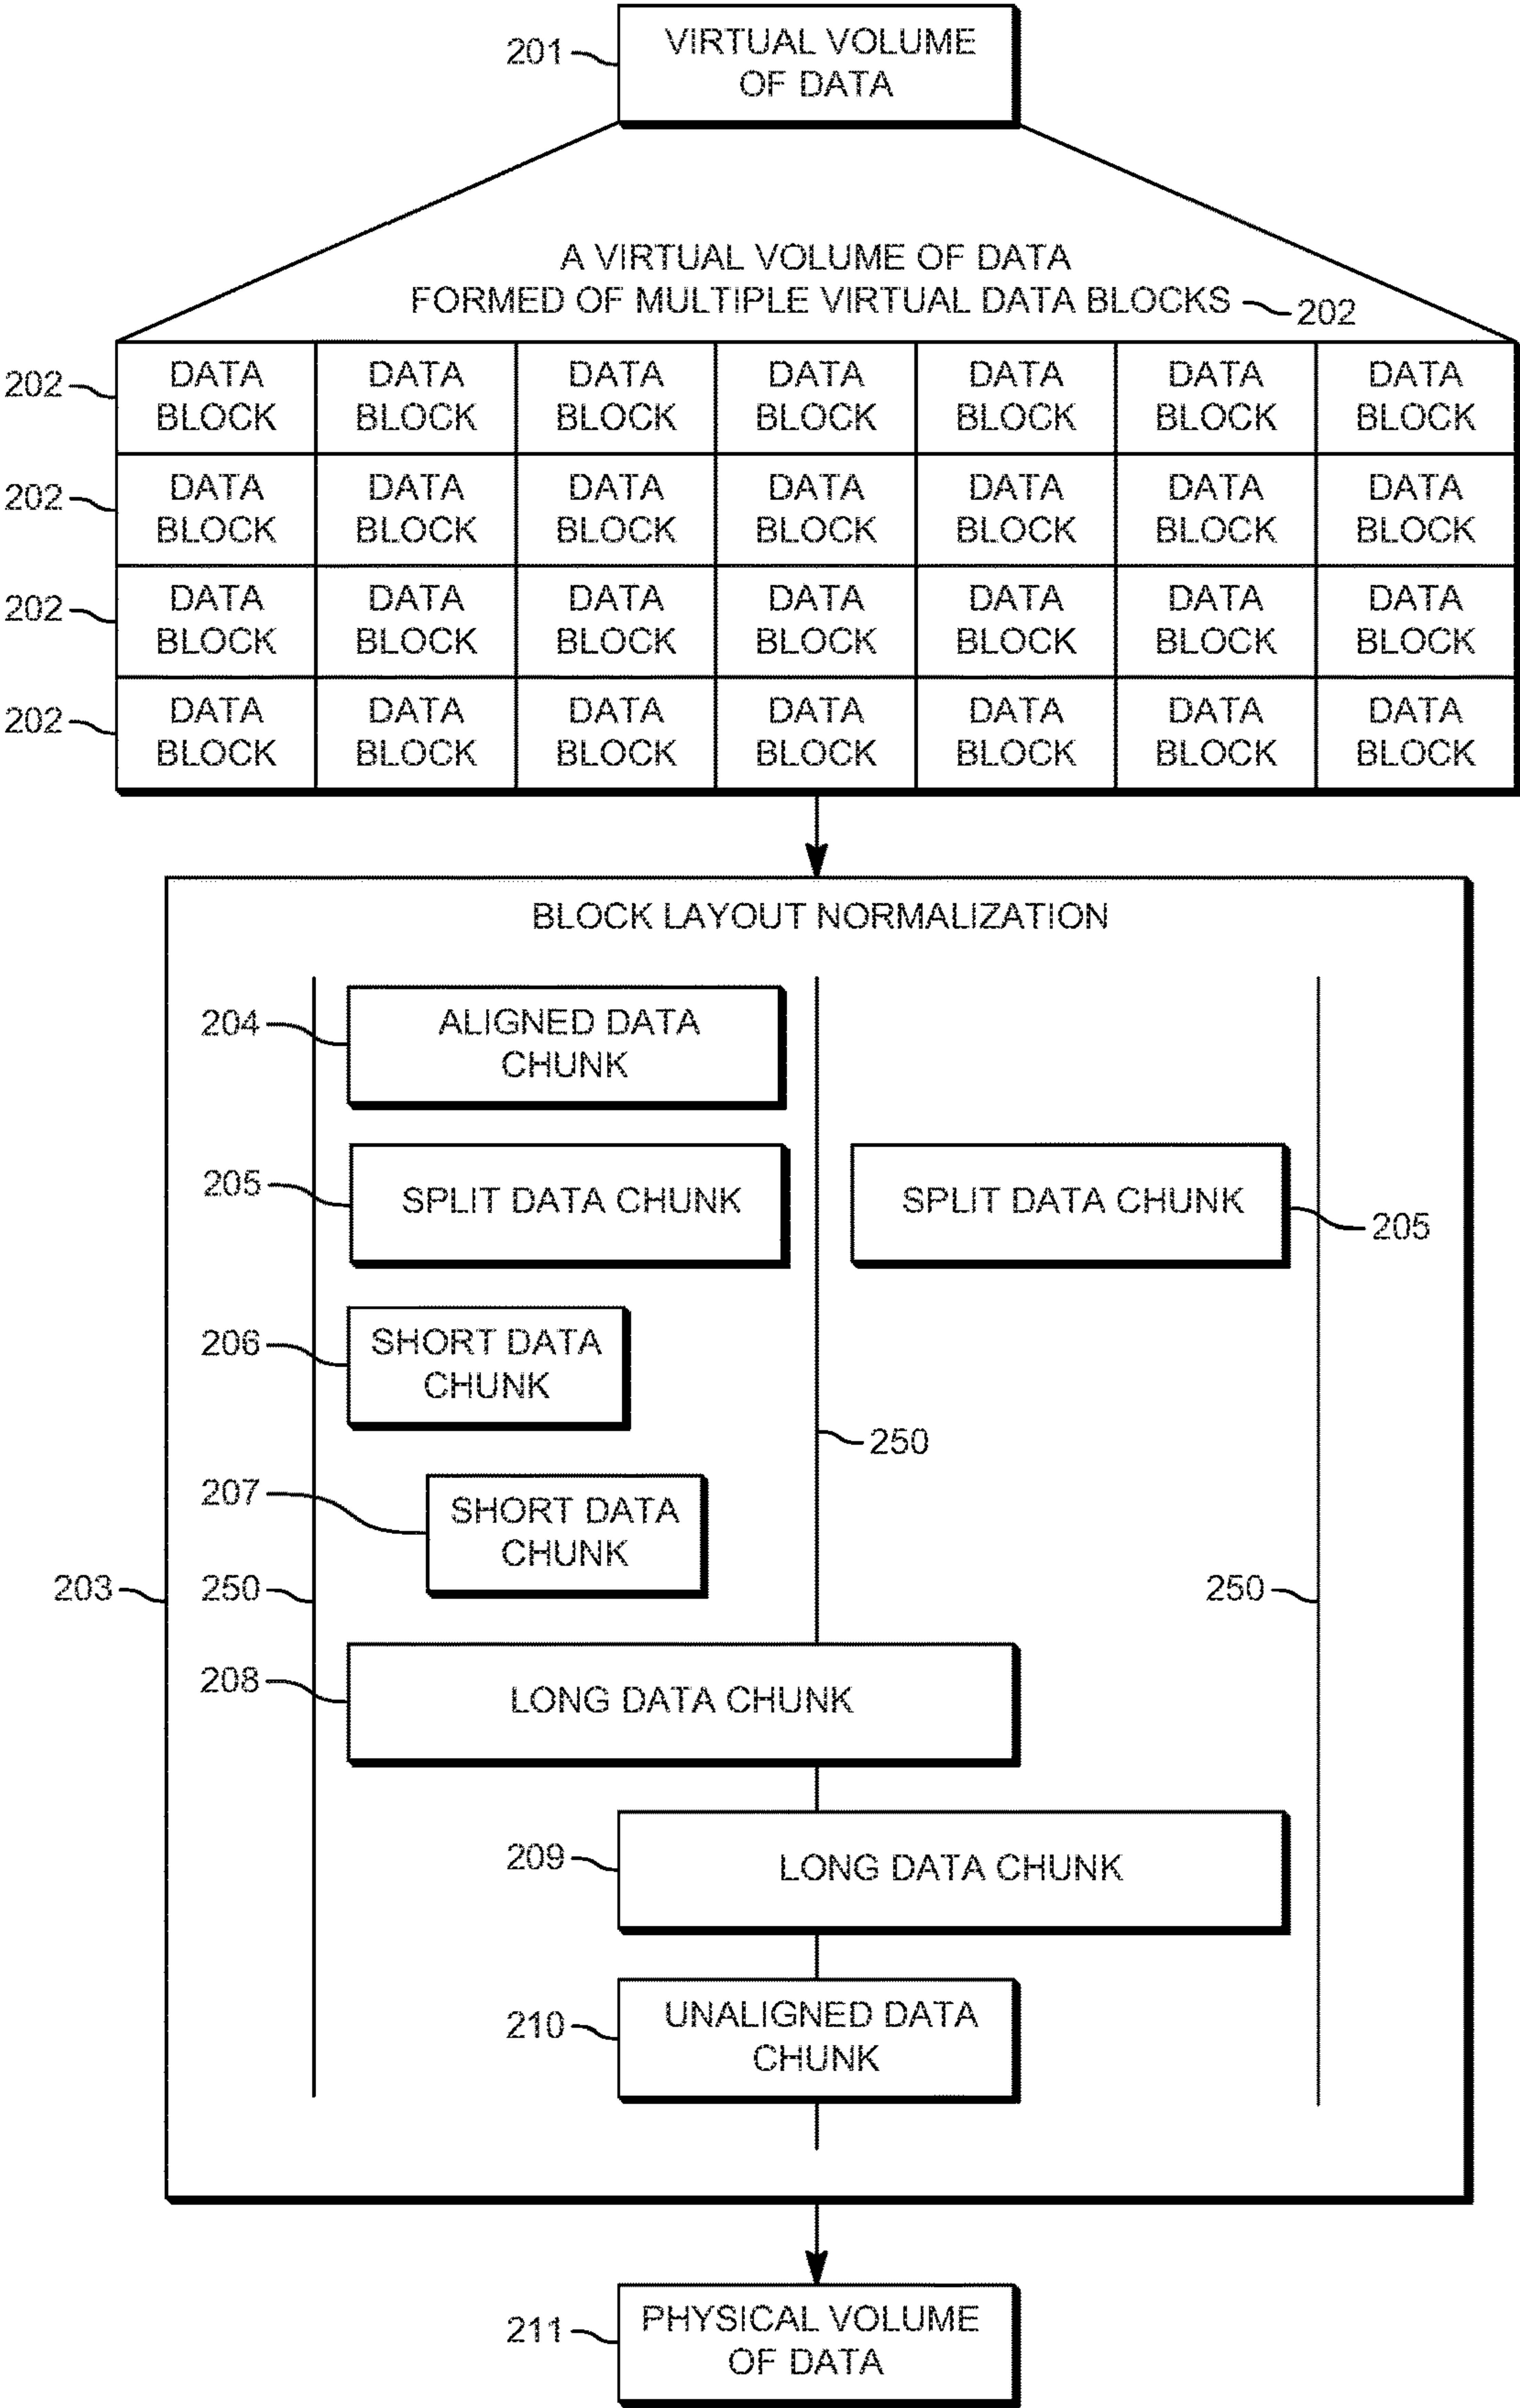 201
VIRTUAL VOLUME
OF DATA
A VIRTUAL VOLUME OF DATA
FORMED OF MULTIPLE VIRTUAL DATA BLOCKS 202
202 DATA DATA DATA DATA DATA DATA DATA
BLOCK BLOCK BLOCK BLOCK BLOCK BLOCK BLOCK
202 DATA DATA DATA DATA DATA DATA DATA
BLOCK BLOCK BLOCK BLOCK BLOCK BLOCK BLOCK
202 DATA DATA DATA DATA DATA DATA DATA
BLOCK BLOCK BLOCK BLOCK BLOCK BLOCK BLOCK
202 DATA DATA DATA DATA DATA DATA DATA
BLOCK BLOCK BLOCK BLOCK BLOCK BLOCK BLOCK
BLOCK LAYOUT NORMALIZATION
204
ALIGNED DATA
CHUNK
205 SPLIT DATA CHUNK SPLIT DATA CHUNK 205
206
SHORT DATA
CHUNK
250
207
SHORT DATA
CHUNK
203 250 250
208 LONG DATA CHUNK
209 LONG DATA CHUNK
210
UNALIGNED DATA
CHUNK
211
PHYSICAL VOLUME
OF DATA